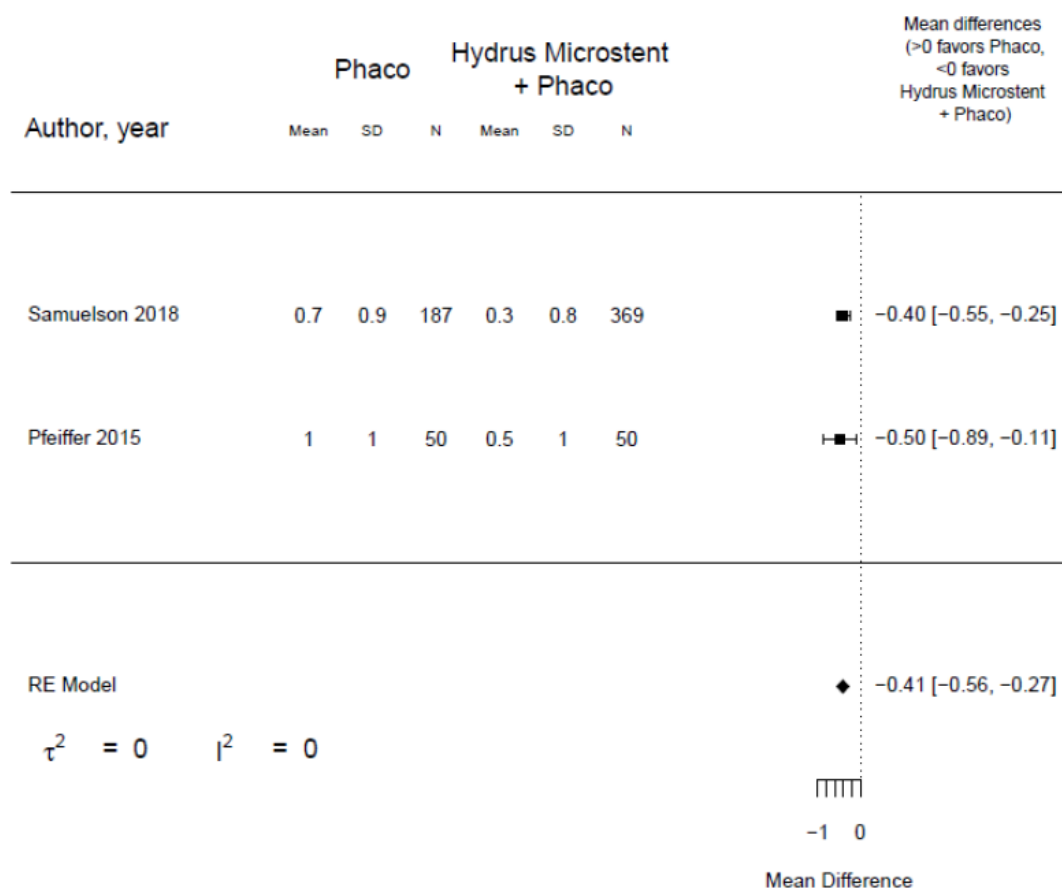 Mean differences
(>0 favors Phaco,
<0 favors
Hydrus Microstent
+ Phaco)
Phaco
Hydrus Microstent
+ Phaco
Author, year
Mean SD N Mean SD N
Samuelson 2018 0.7 0.9 187 0.3 0.8 369 −0.40 [−0.55, −0.25]
Pfeiffer 2015 1 1 50 0.5 1 50 −0.50 [−0.89, −0.11]
RE Model −0.41 [−0.56, −0.27]
τ² = 0 I² = 0
−1 0
Mean Difference